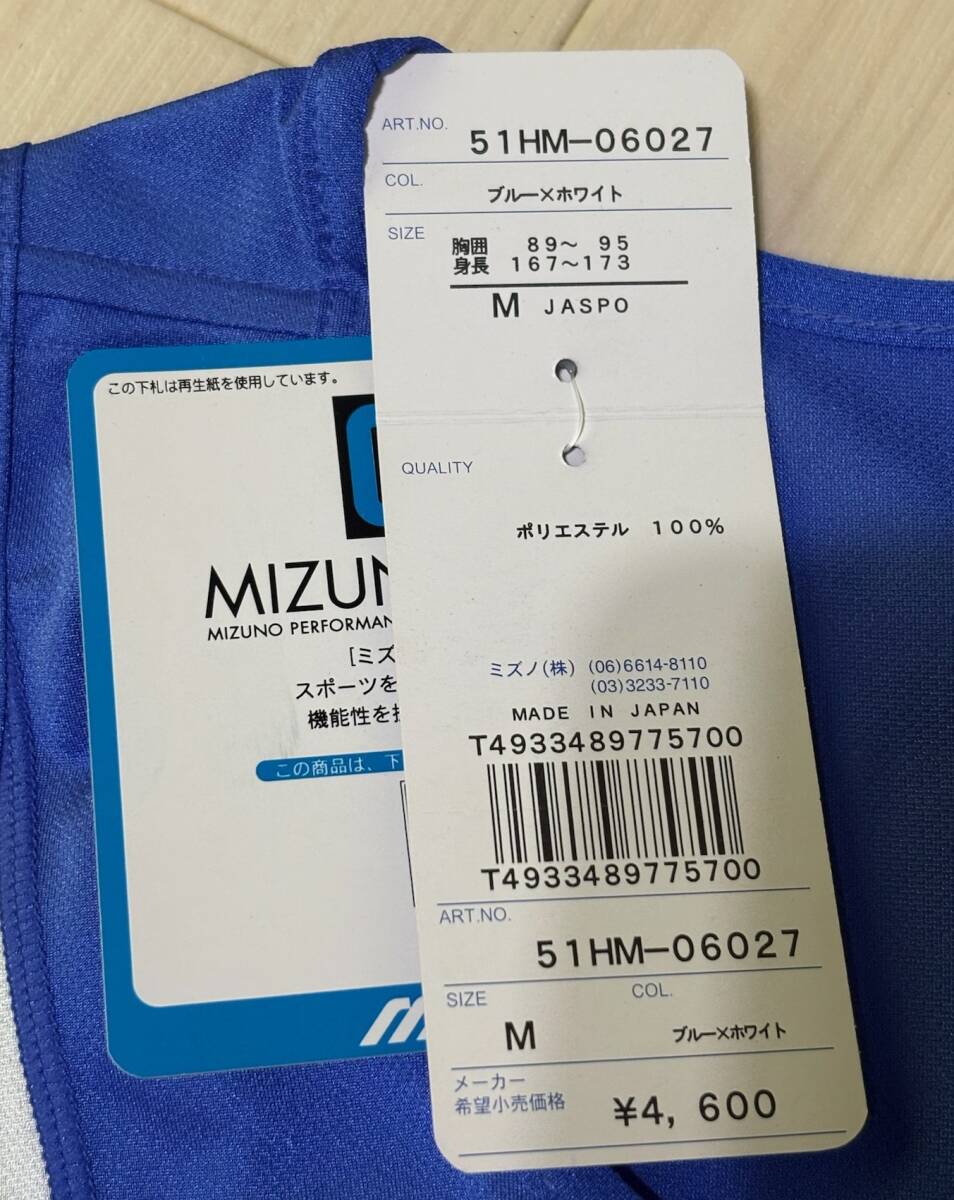 ART.NO. 51HM-06027
COL. ブルー×ホワイト
SIZE 胸囲 89～ 95
身長 167～173
M JASPO
QUALITY
ポリエステル 100%
ミズノ(株) (06)6614-8110
(03)3233-7110
MADE IN JAPAN
T4933489775700
T4933489775700
ART.NO.
51HM-06027
SIZE COL.
M ブルー×ホワイト
メーカー
希望小売価格 ¥4, 600
この下札は再生紙を使用しています。
MIZUN
MIZUNO PERFORMAN
[ミズ
スポーツを
機能性を
この商品は、下